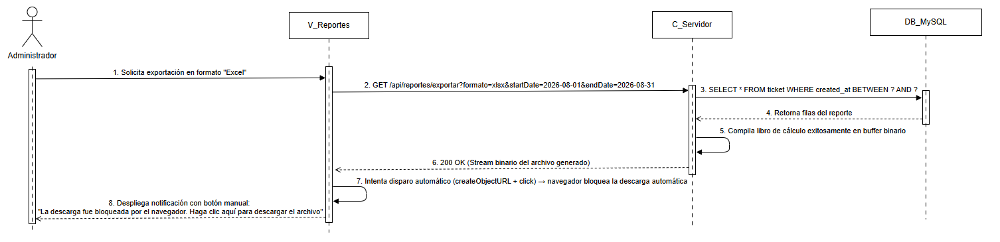 Administrador
V_Reportes
C_Servidor
DB_MySQL
1. Solicita exportación en formato "Excel"
2. GET /api/reportes/exportar?formato=xlsx&startDate=2026-08-01&endDate=2026-08-31
3. SELECT * FROM ticket WHERE created_at BETWEEN ? AND ?
4. Retorna filas del reporte
5. Compila libro de cálculo exitosamente en buffer binario
6. 200 OK (Stream binario del archivo generado)
7. Intenta disparo automático (createObjectURL + click) → navegador bloquea la descarga automática
8. Despliega notificación con botón manual:
"La descarga fue bloqueada por el navegador. Haga clic aquí para descargar el archivo"